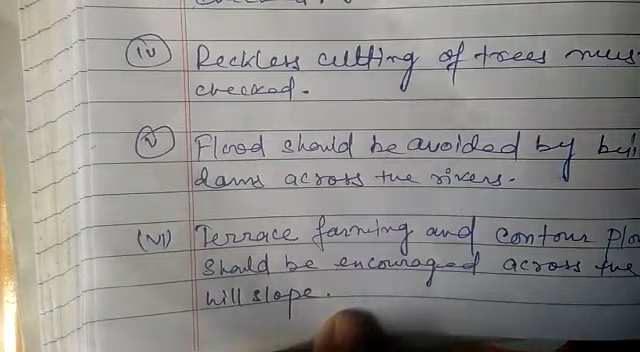 (iv) Reckless cutting of trees mus
checked.
(v) Flood should be avoided by bui
dams across the rivers.
(vi) Terrace farming and contour plo
should be encouraged across the
hill slope.